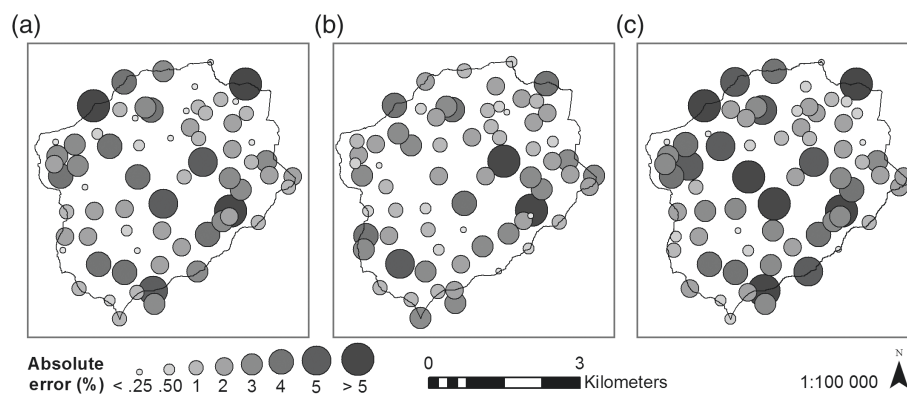 (a) (b) (c)
N
Absolute 0 3
error (%) < .25 .50 1 2 3 4 5 > 5 Kilometers 1:100 000